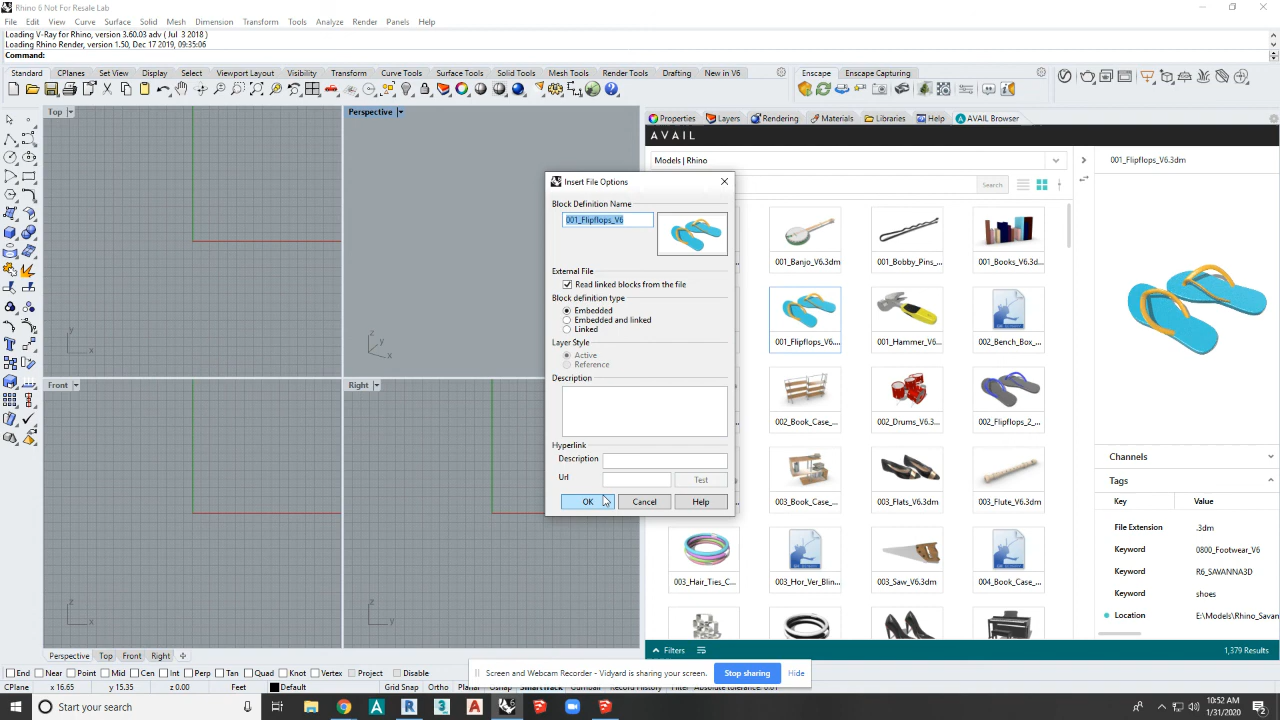 Rhino 6 Not For Resale Lab
File Edit View Curve Surface Solid Mesh Dimension Transform Tools Analyze Render Panels Help
Loading V-Ray for Rhino, version 3.60.03 adv ( Jul 3 2018 )
Loading Rhino Render, version 1.50, Dec 17 2019, 09:35:06
Command:
Standard CPlanes Set View Display Select Viewport Layout Visibility Transform Curve Tools Surface Tools Solid Tools Mesh Tools Render Tools Drafting New in V6
Enscape Enscape Capturing
Top
Perspective
Front
Right
Properties Layers Rendering Materials Libraries Help AVAIL Browser
AVAIL
Models | Rhino
001_Flipflops_V6.3dm
Search
Insert File Options
Block Definition Name
001_Flipflops_V6
External File
Read linked blocks from the file
Block definition type
Embedded
Embedded and linked
Linked
Layer Style
Active
Reference
Description
Hyperlink
Description
Url
Test
OK Cancel Help
001_Banjo_V6.3dm
001_Bobby_Pins_...
001_Books_V6.3d...
001_Flipflops_V6....
001_Hammer_V6...
002_Bench_Box_...
002_Book_Case_...
002_Drums_V6.3...
002_Flipflops_2_...
003_Book_Case_...
003_Flats_V6.3dm
003_Flute_V6.3dm
003_Hair_Ties_C...
003_Hor_Ver_Blin...
003_Saw_V6.3dm
004_Book_Case_...
Channels
Tags
Key Value
File Extension .3dm
Keyword 0800_Footwear_V6
Keyword R6_SAVANNA3D
Keyword shoes
Location E:\Models\Rhino_Savan
Filters
1,379 Results
Perspective Top Front Right
End Near Point Mid Cen Int Perp Tan Quad Knot Vertex Project Disable
CPlane x 16.65 y 15.35 z 0.00 Feet Default Grid Snap Ortho Planar Osnap SmartTrack Gumball Record History Filter Absolute tolerance: 0.01
Screen and Webcam Recorder - Vidyard is sharing your screen. Stop sharing Hide
Start your search
10:52 AM
1/31/2020